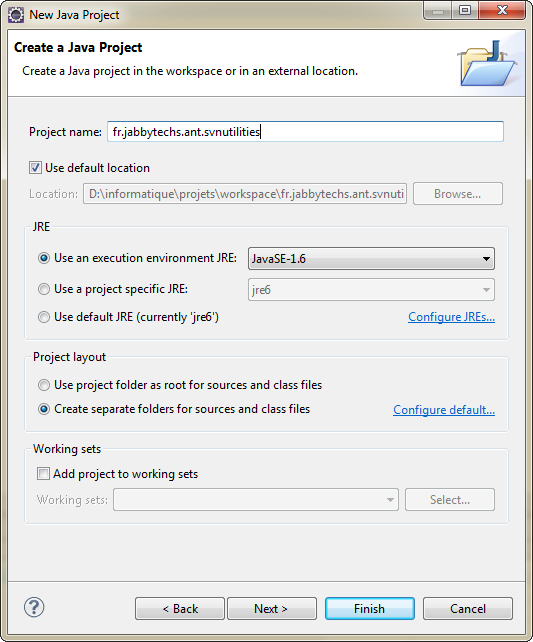 New Java Project
Create a Java Project
Create a Java project in the workspace or in an external location.
Project name: fr.jabbytechs.ant.svnutilities
Use default location
Location: D:\informatique\projets\workspace\fr.jabbytechs.ant.svnuti Browse...
JRE
Use an execution environment JRE: JavaSE-1.6
Use a project specific JRE: jre6
Use default JRE (currently 'jre6') Configure JREs...
Project layout
Use project folder as root for sources and class files
Create separate folders for sources and class files Configure default...
Working sets
Add project to working sets
Working sets: Select...
? < Back Next > Finish Cancel